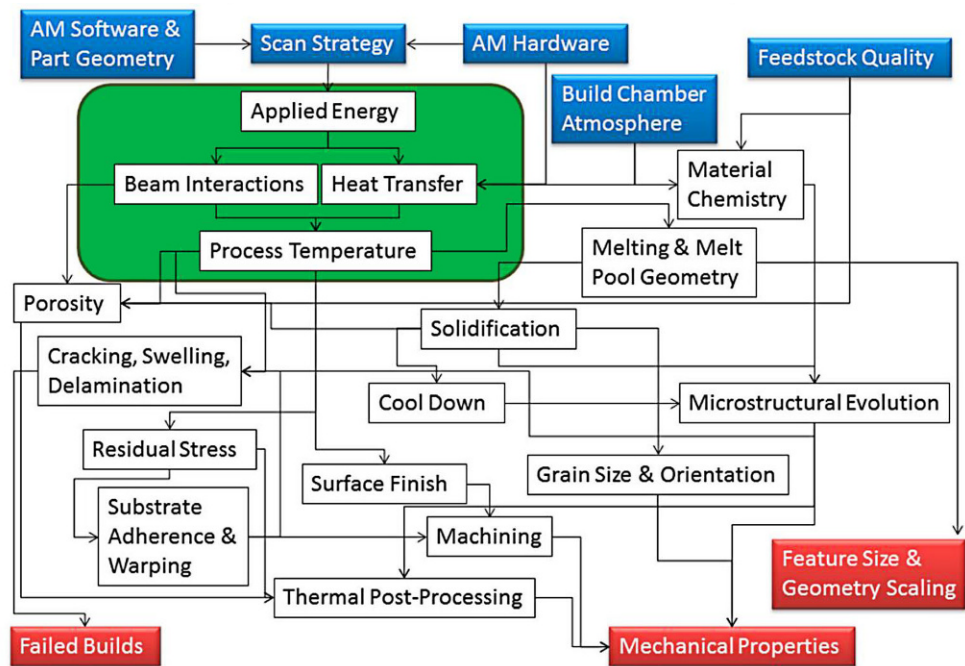 AM Software &
Part Geometry
Scan Strategy
AM Hardware
Feedstock Quality
Build Chamber
Atmosphere
Applied Energy
Beam Interactions
Heat Transfer
Material
Chemistry
Process Temperature
Melting & Melt
Pool Geometry
Porosity
Solidification
Cracking, Swelling,
Delamination
Cool Down
Microstructural Evolution
Residual Stress
Surface Finish
Grain Size & Orientation
Substrate
Adherence &
Warping
Machining
Feature Size &
Geometry Scaling
Thermal Post-Processing
Failed Builds
Mechanical Properties